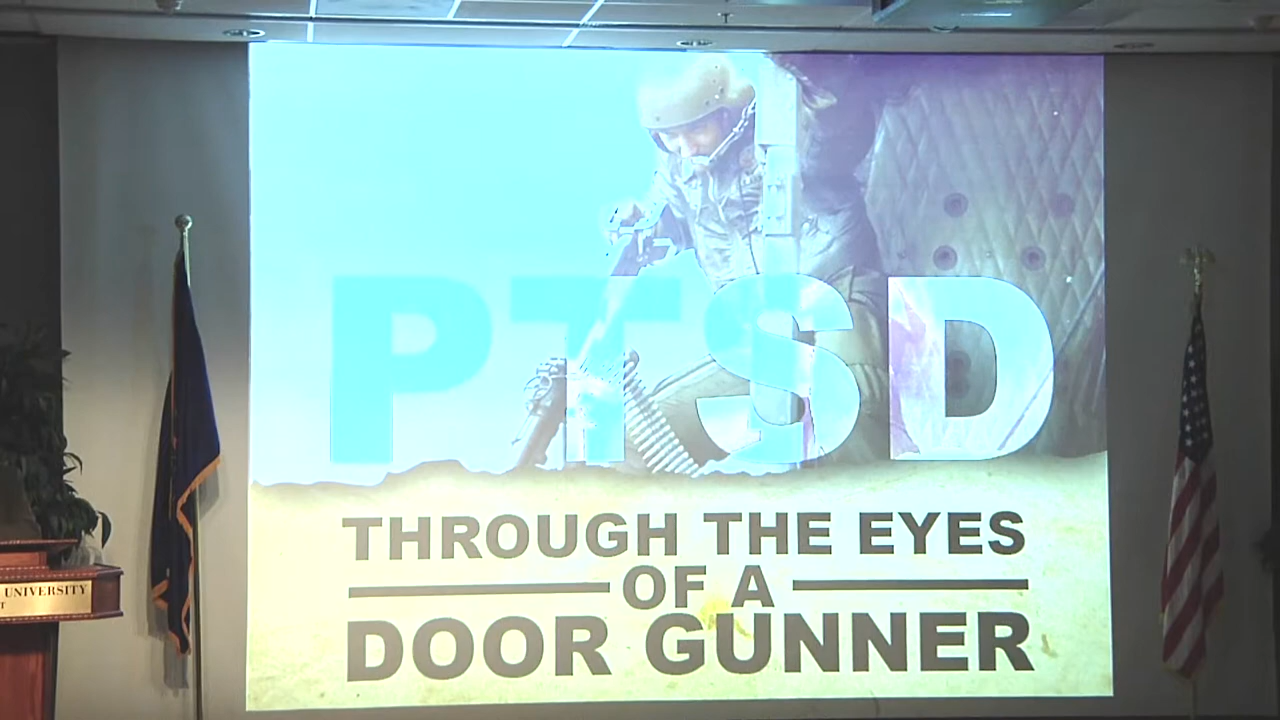 PTSD
THROUGH THE EYES
OF A
DOOR GUNNER
UNIVERSITY
T